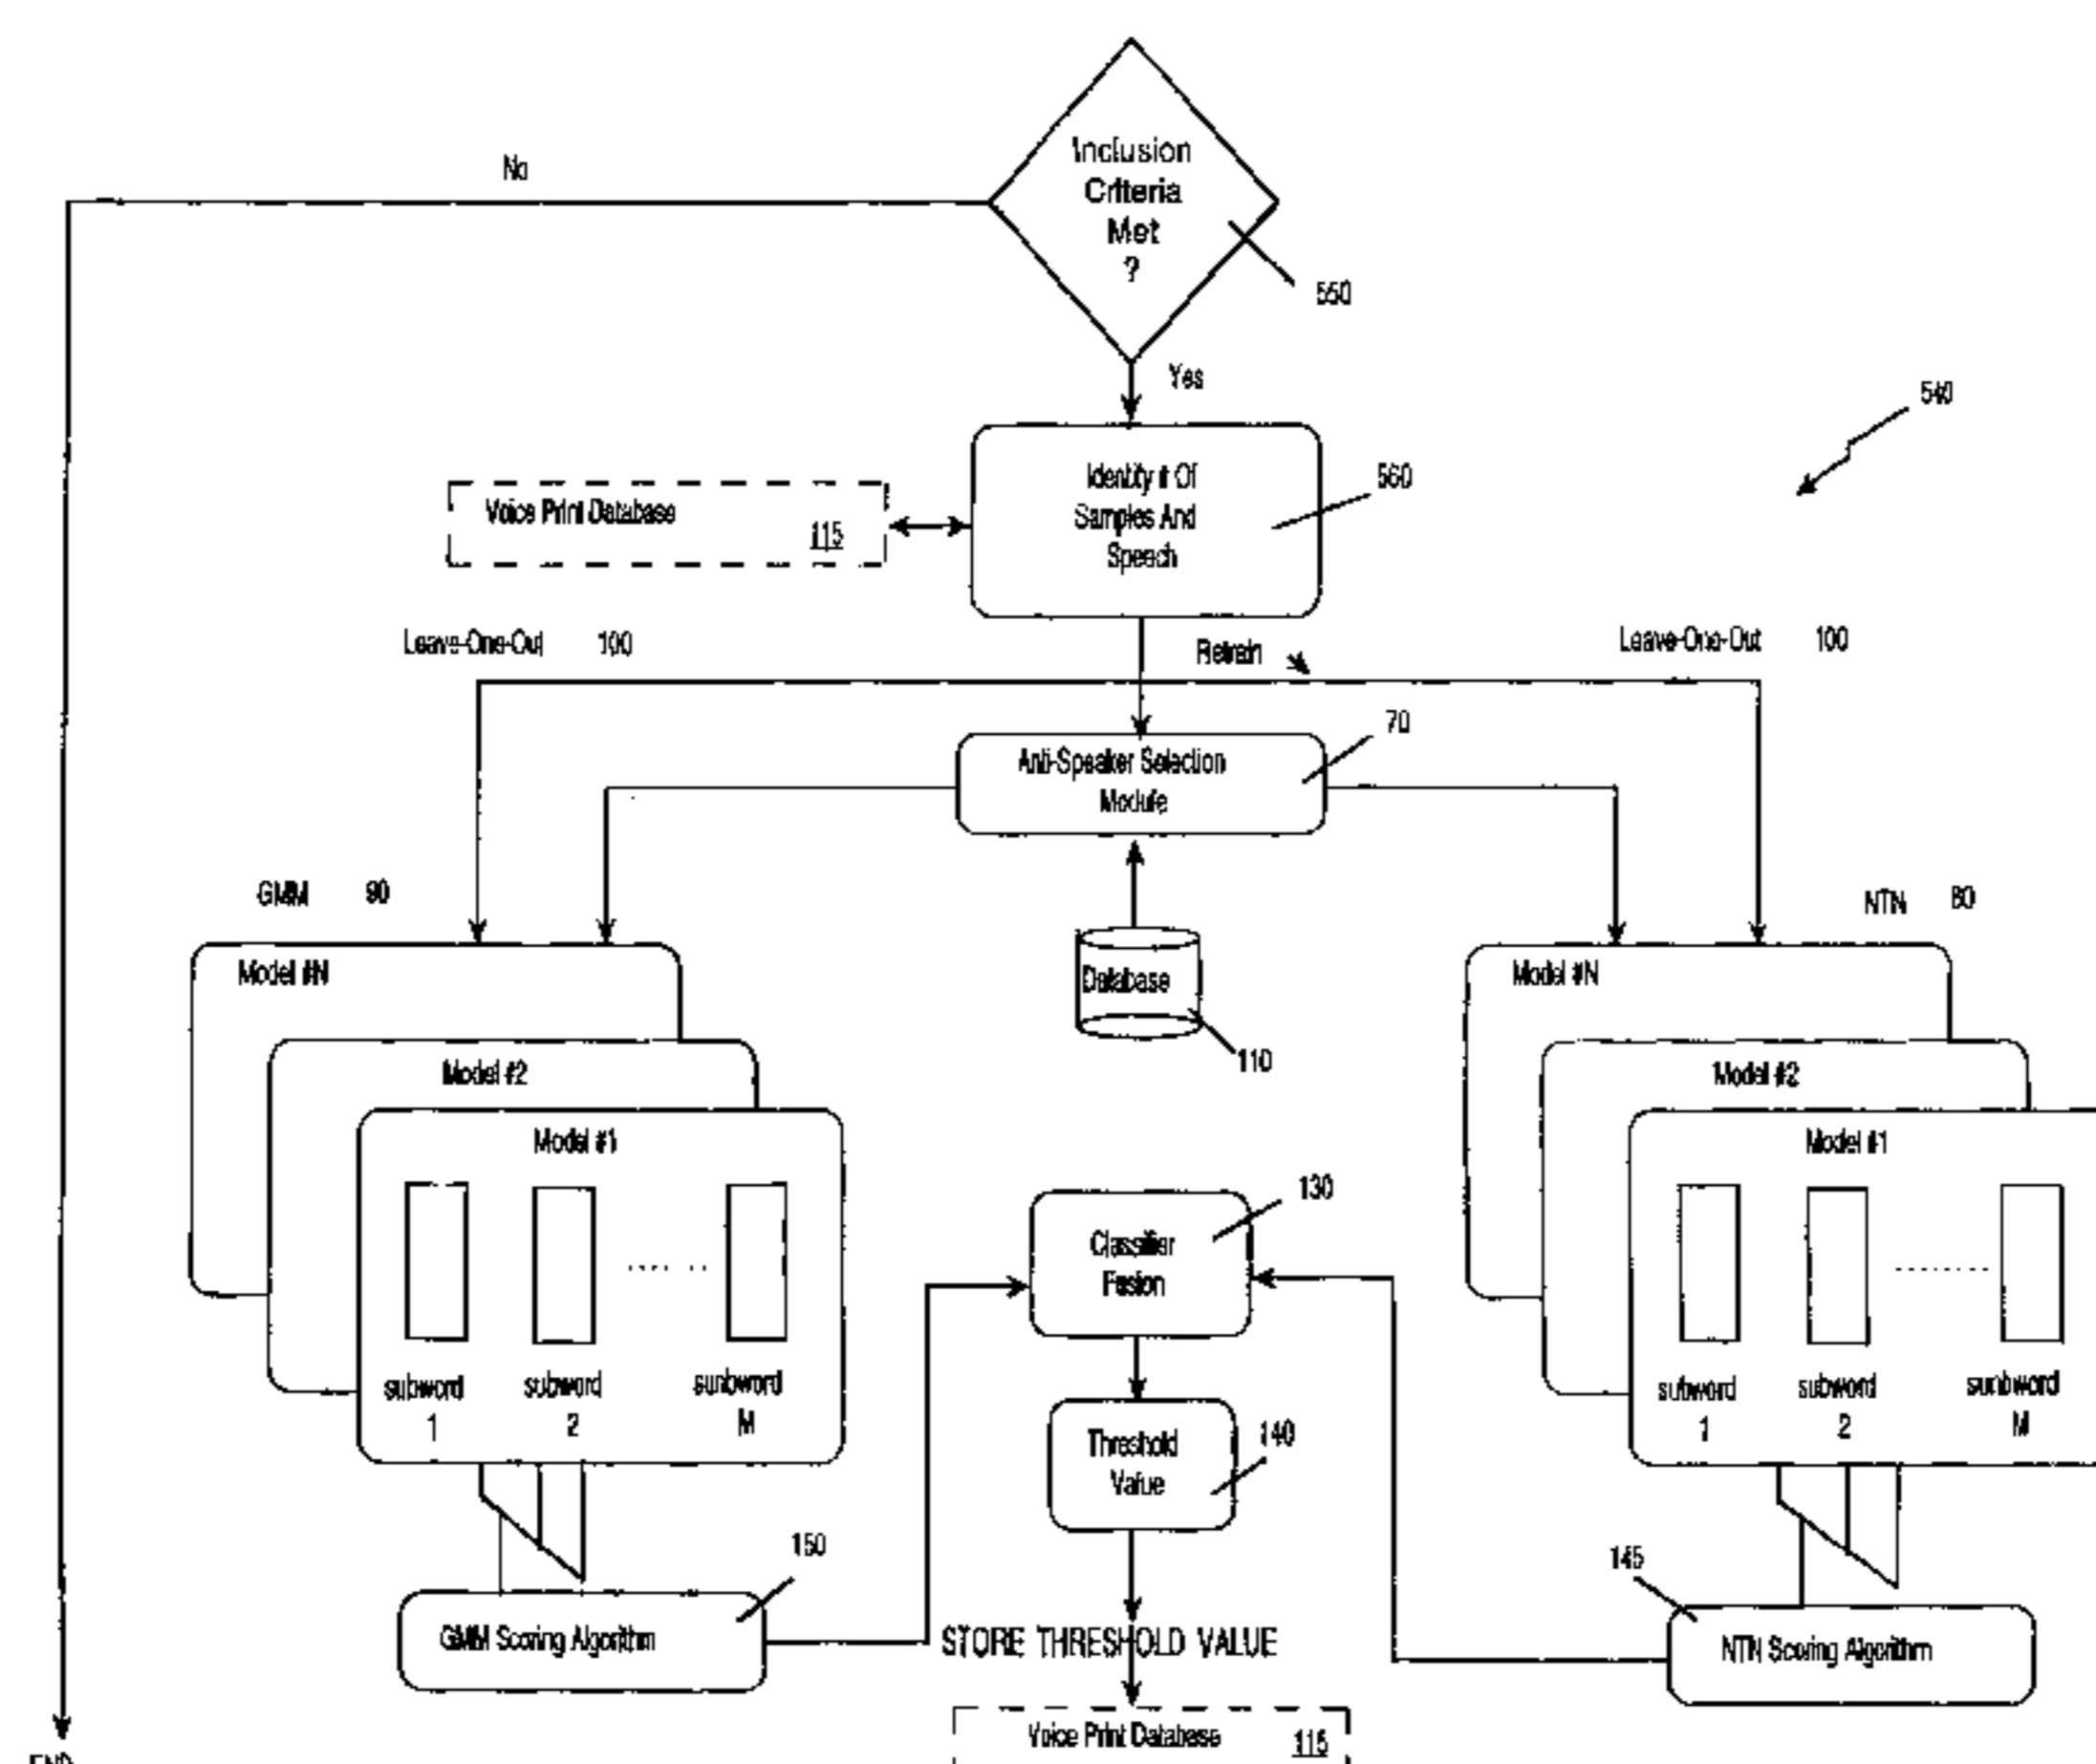 No
Inclusion
Criteria
Met
?
550
Yes
540
Identity # Of
Samples And
Speech
560
Voice Print Database
115
Leave-One-Out 100
Retrain
Leave-One-Out 100
70
Anti-Speaker Selection
Module
GMM 90
NTN 80
Model #N
Database
110
Model #N
Model #2
Model #2
Model #1
Model #1
130
Classifier
Fusion
subword
1
subword
2
sunbword
M
subword
1
subword
2
sunbword
M
140
Threshold
Value
150
145
GMM Scoring Algorithm
STORE THRESHOLD VALUE
NTN Scoring Algorithm
Voice Print Database
115